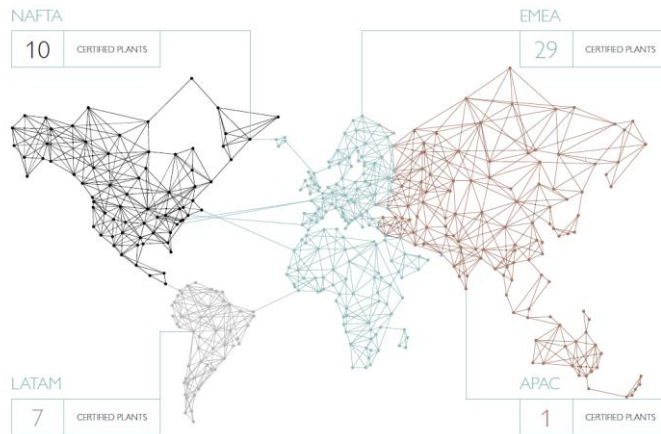 NAFTA
10 CERTIFIED PLANTS
EMEA
29 CERTIFIED PLANTS
LATAM
7 CERTIFIED PLANTS
APAC
1 CERTIFIED PLANTS